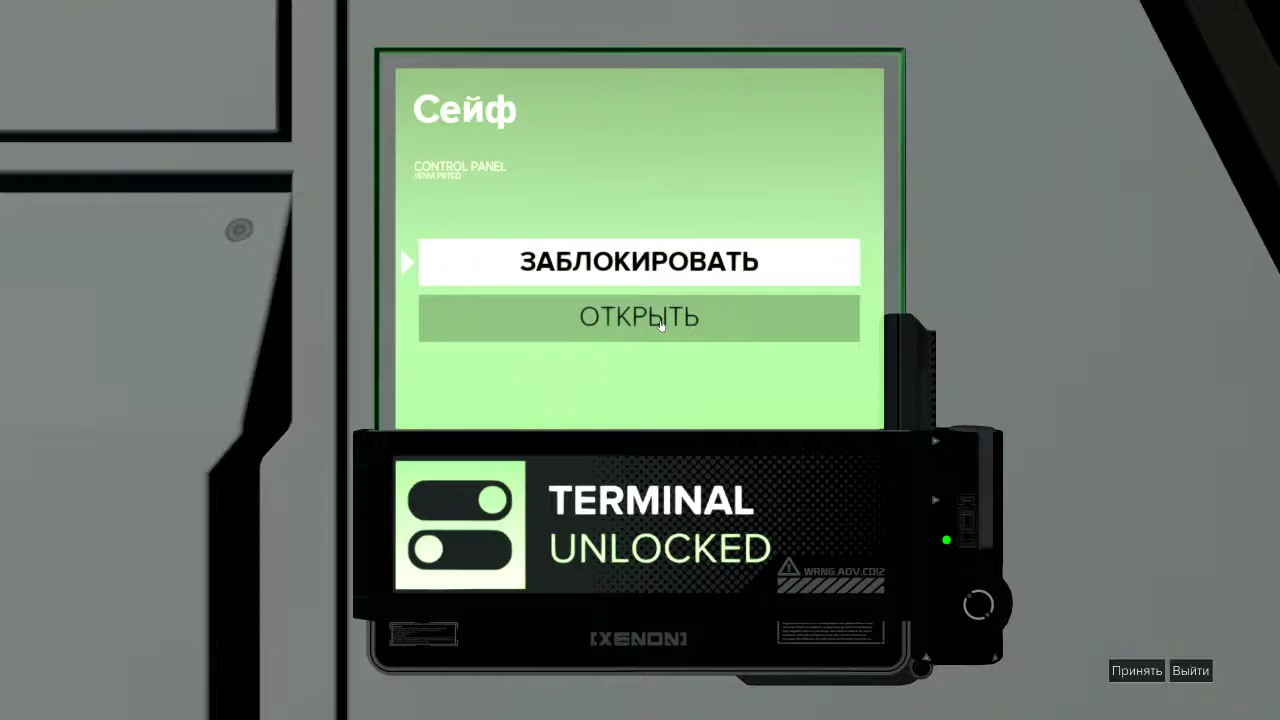 Сейф
CONTROL PANEL
ЗАБЛОКИРОВАТЬ
ОТКРЫТЬ
TERMINAL
UNLOCKED
WRNG.ADV.CD12
[XENON]
Принять Выйти